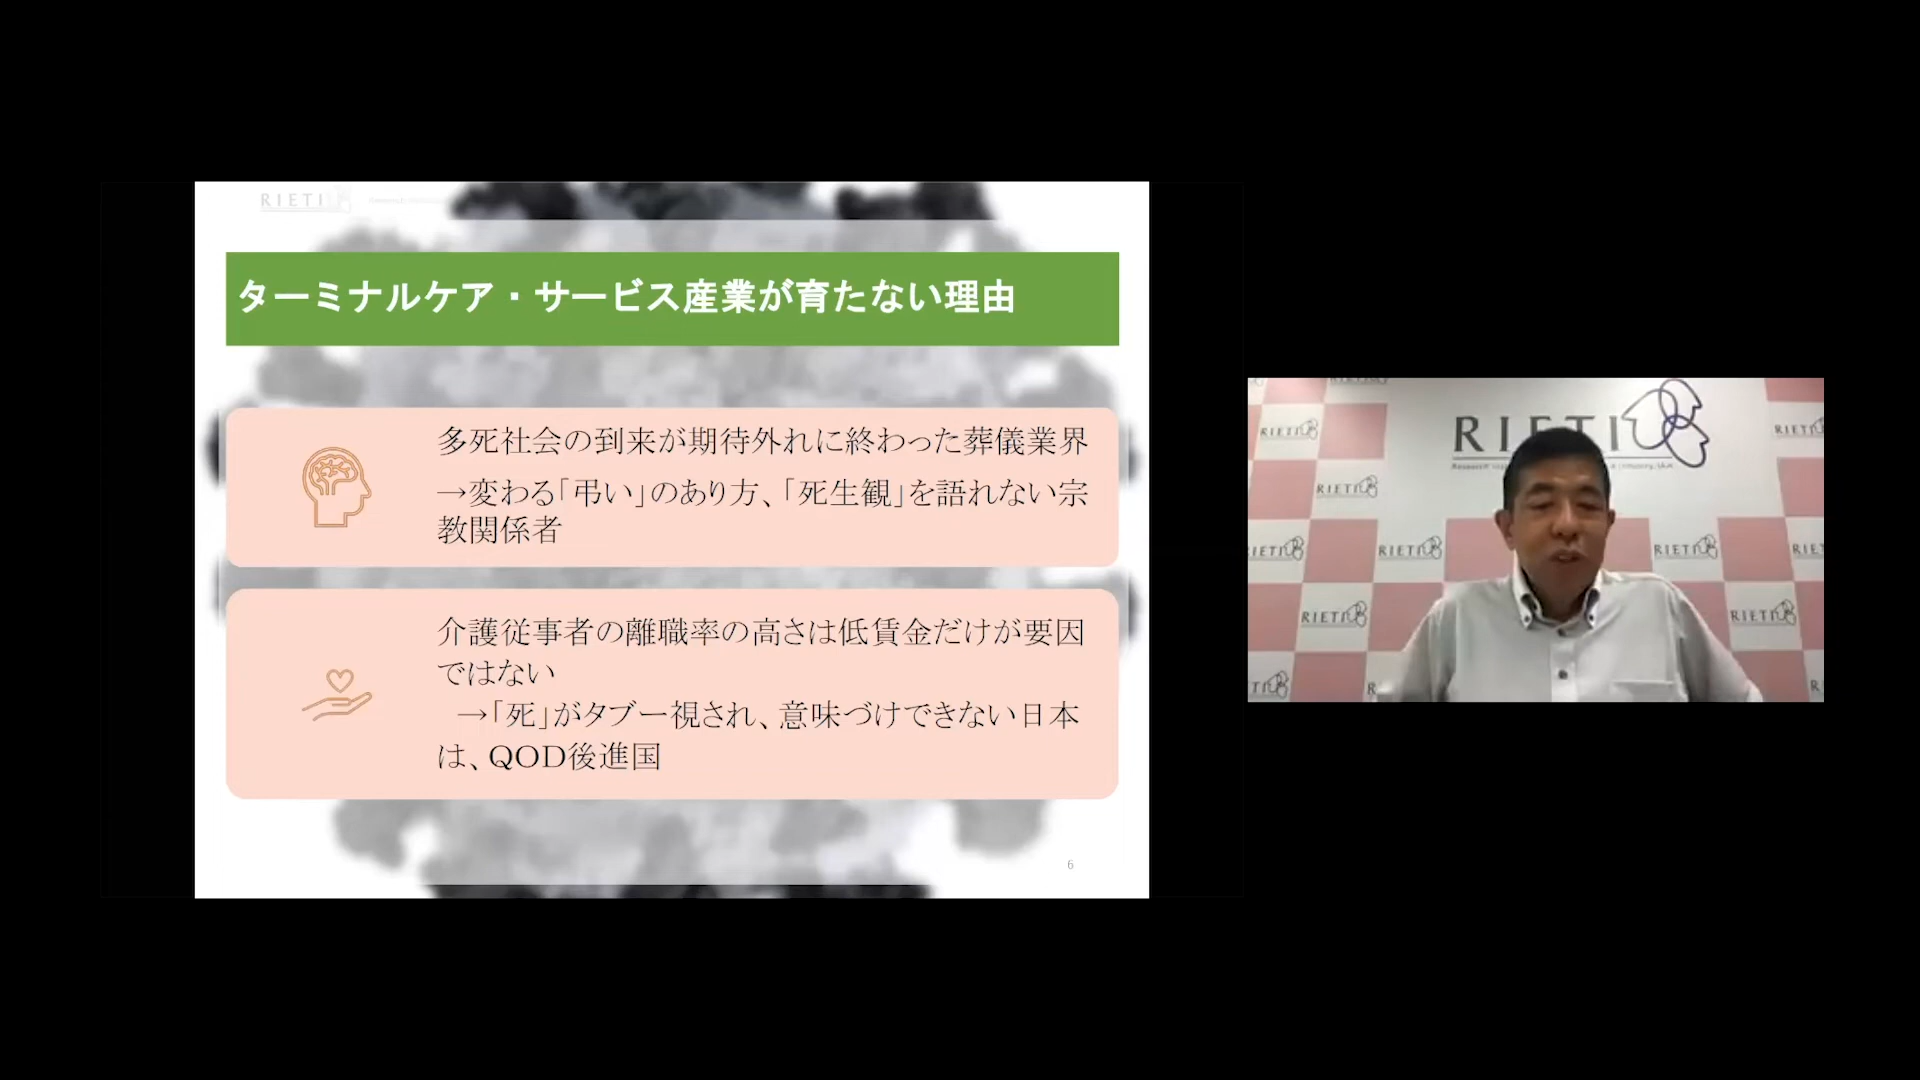 RIETI
ターミナルケア・サービス産業が育たない理由
多死社会の到来が期待外れに終わった葬儀業界
→変わる「弔い」のあり方、「死生観」を語れない宗
教関係者
介護従事者の離職率の高さは低賃金だけが要因
ではない
→「死」がタブー視され、意味づけできない日本
は、QOD後進国
6
RIETI
RIETI
RIETI
RIETI
RIETI
RIETI
RIETI
RIETI
RIETI